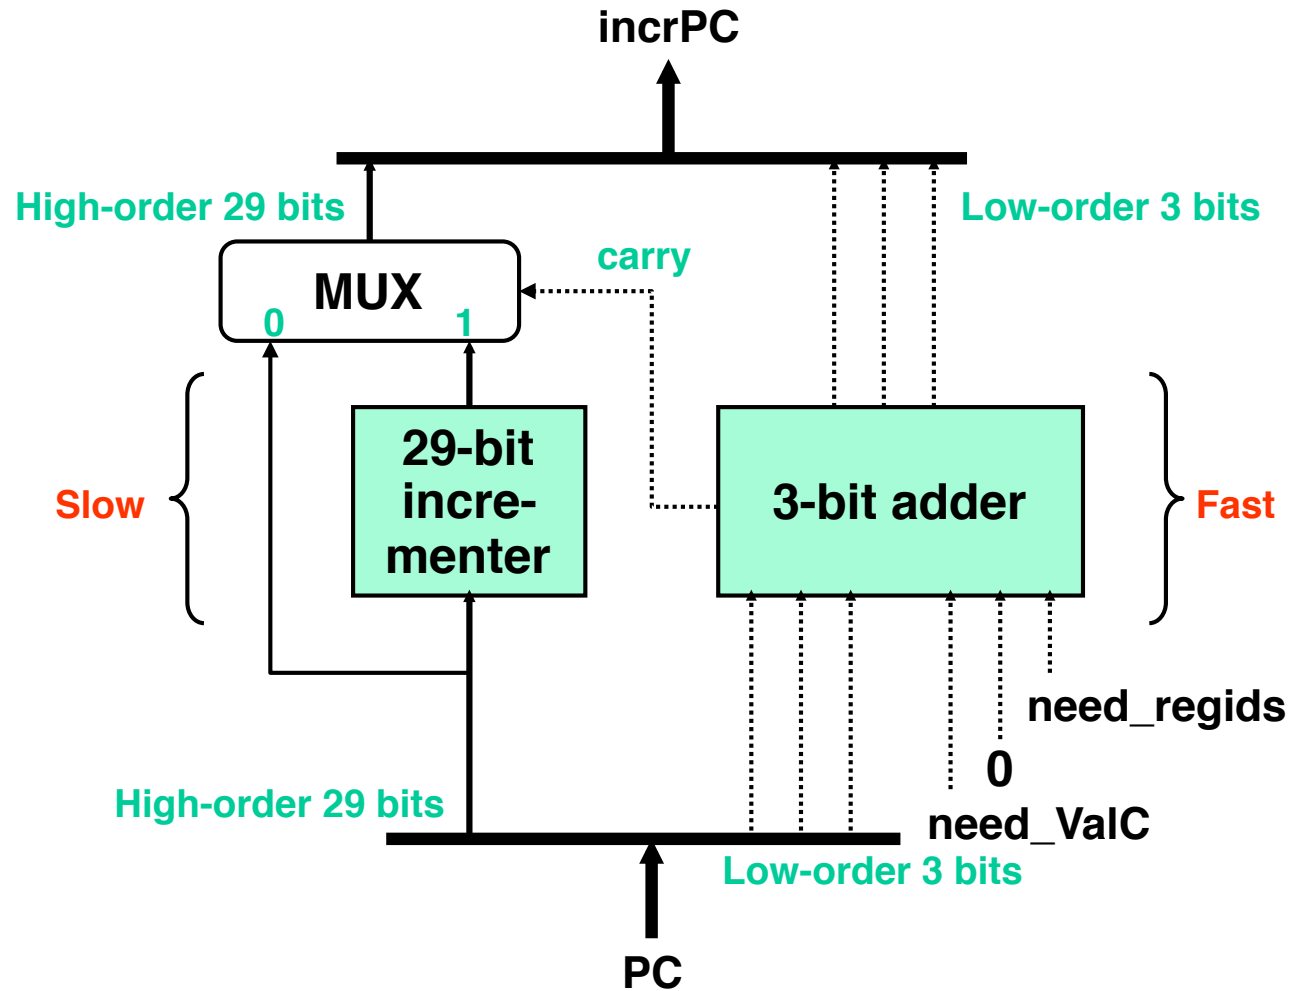 incrPC
High-order 29 bits
Low-order 3 bits
carry
MUX
0 1
29-bit
incre-
menter
3-bit adder
Slow
Fast
need_regids
0
need_ValC
High-order 29 bits
Low-order 3 bits
PC